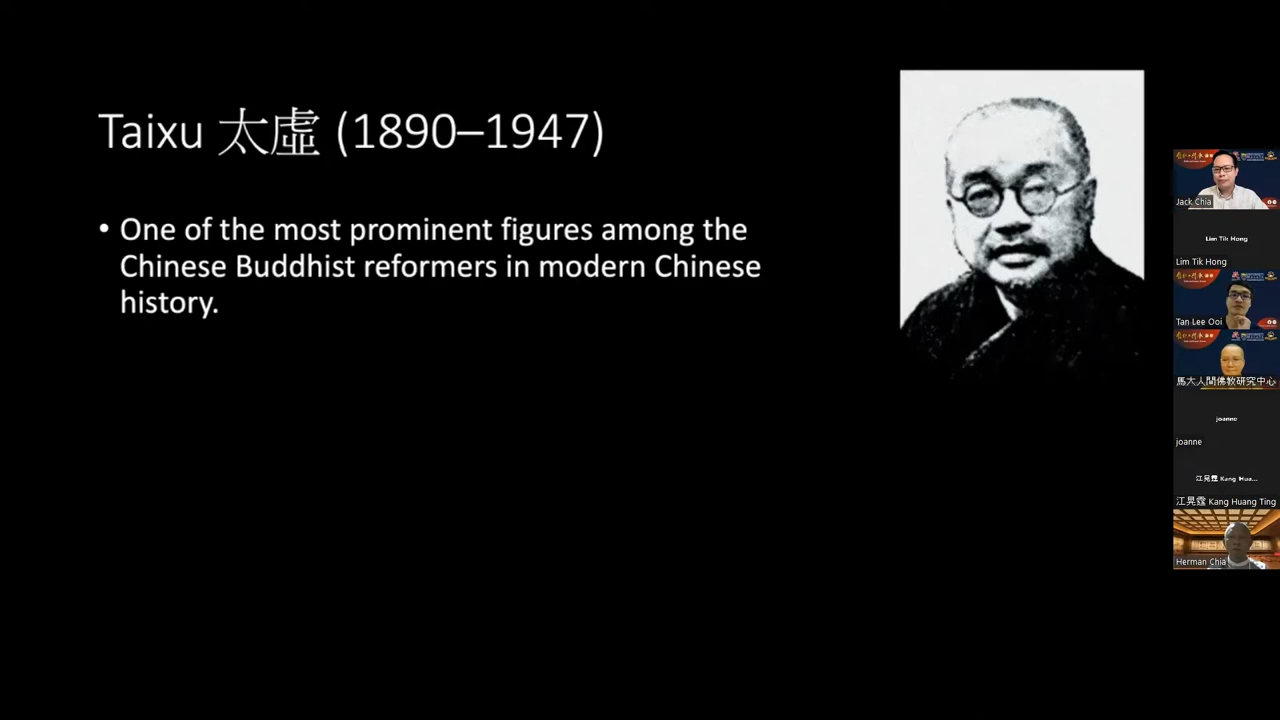 Taixu 太虛 (1890–1947)
• One of the most prominent figures among the
Chinese Buddhist reformers in modern Chinese
history.
Jack Chia
Lim Tik Hong
Lim Tik Hong
Tan Lee Ooi
馬大人間佛教研究中心
joanne
joanne
江晃霆 Kang Hua...
江晃霆 Kang Huang Ting
Herman Chia